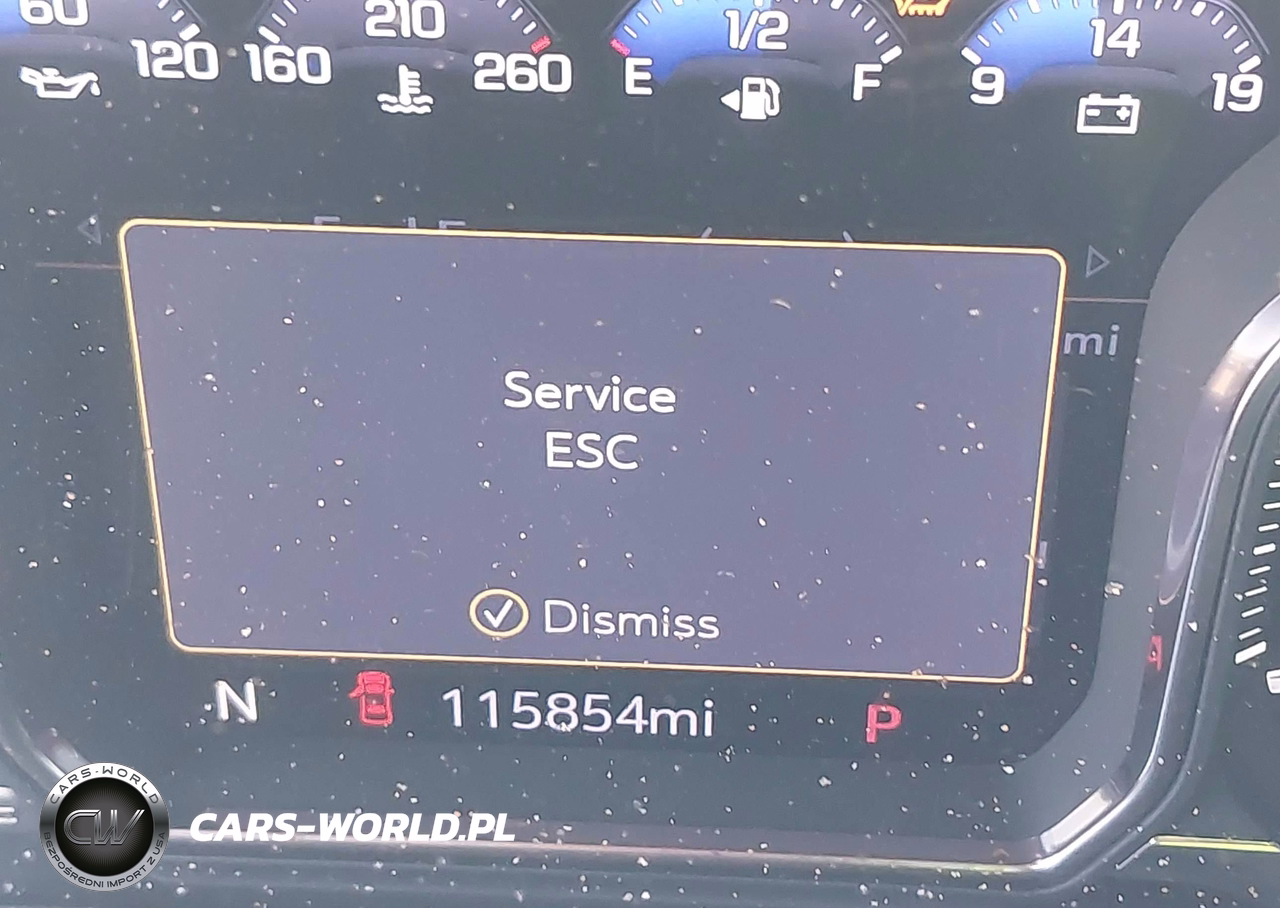 60 120 160 210 260 E 1/2 F 9 14 19
mi
Service
ESC
Dismiss
N 115854mi P
CARS-WORLD
CW
BEZPOŚREDNI IMPORT Z USA
CARS-WORLD.PL